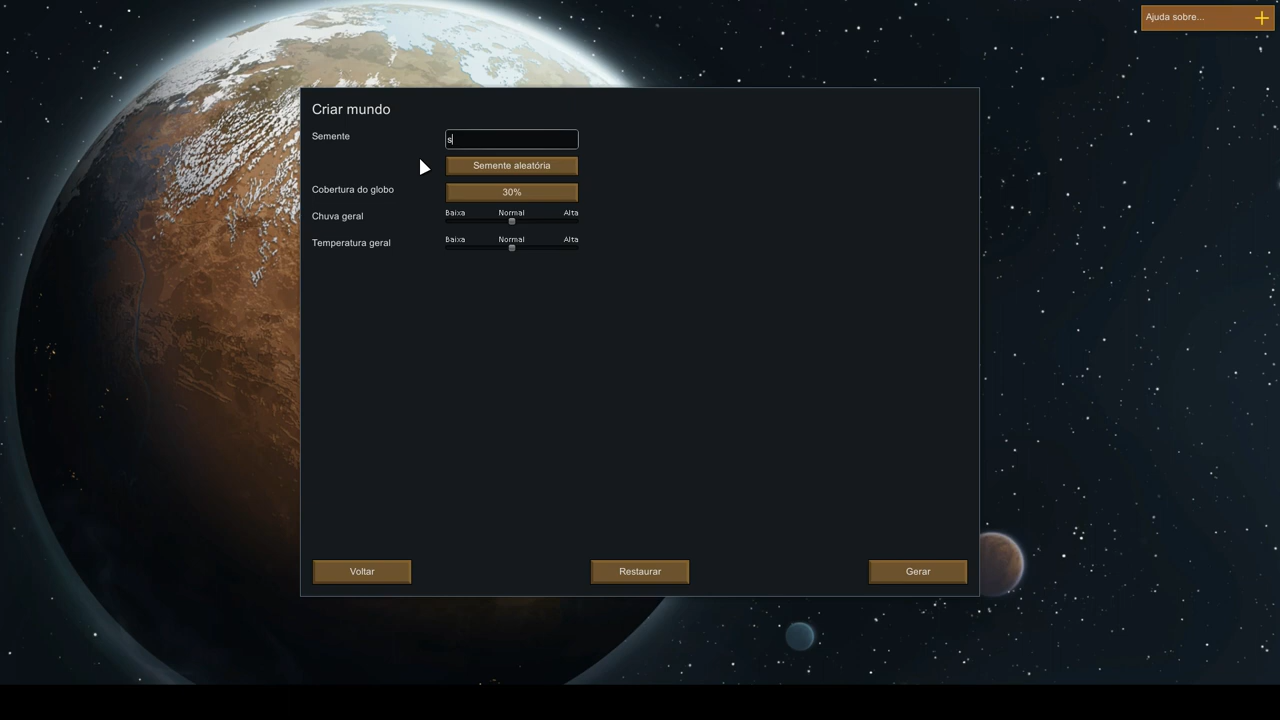 Ajuda sobre...
Criar mundo
Semente
s
Semente aleatória
Cobertura do globo
30%
Chuva geral
Baixa Normal Alta
Temperatura geral
Baixa Normal Alta
Voltar
Restaurar
Gerar